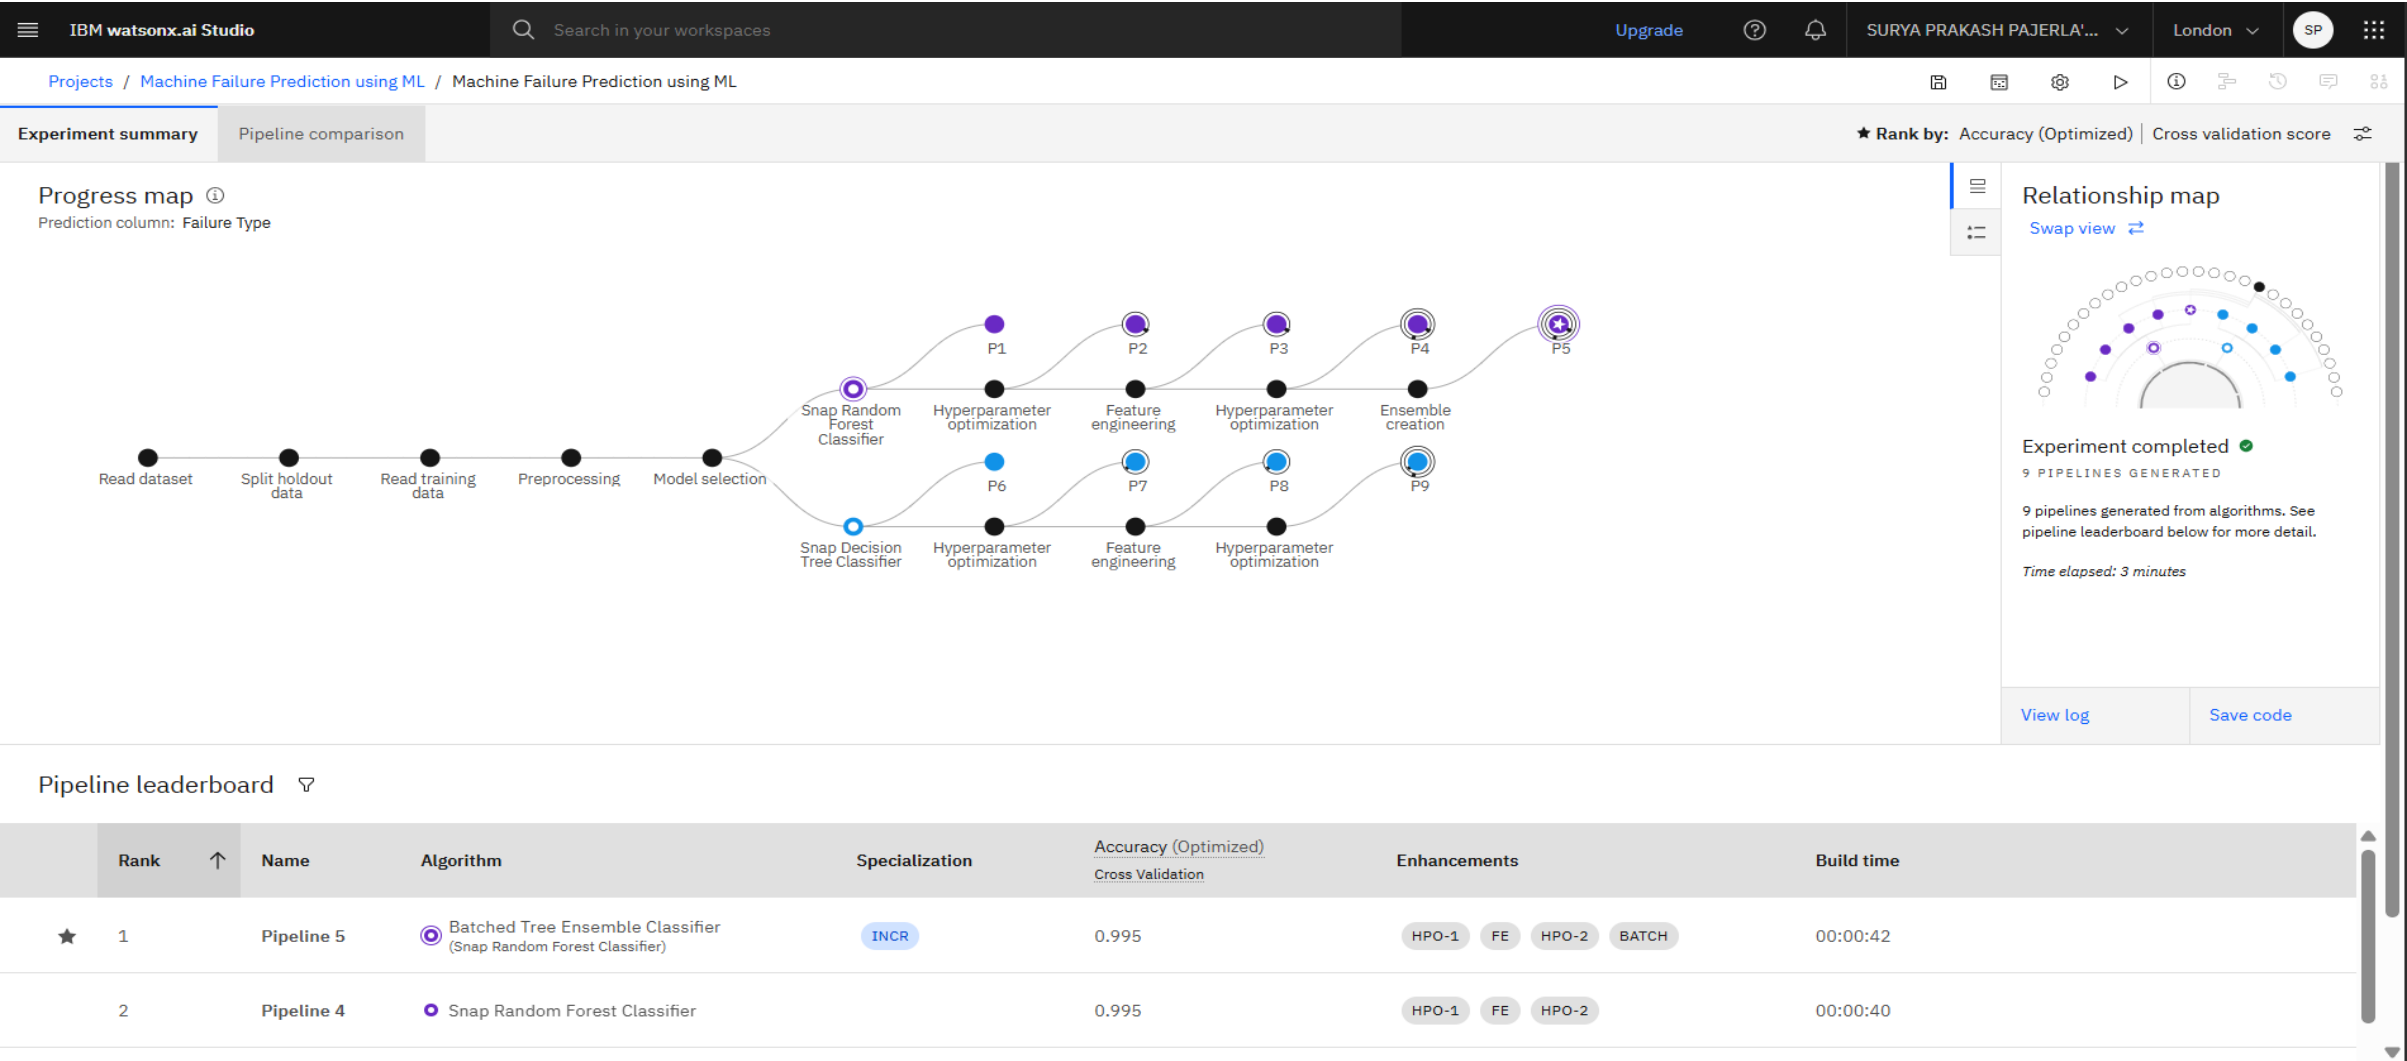 IBM watsonx.ai Studio
Search in your workspaces
Upgrade
SURYA PRAKASH PAJERLA'...
London
SP
Projects / Machine Failure Prediction using ML / Machine Failure Prediction using ML
Experiment summary
Pipeline comparison
Rank by: Accuracy (Optimized) | Cross validation score
Progress map
Prediction column: Failure Type
P1
P2
P3
P4
P5
Snap Random
Forest
Classifier
Hyperparameter
optimization
Feature
engineering
Hyperparameter
optimization
Ensemble
creation
Read dataset
Split holdout
data
Read training
data
Preprocessing
Model selection
P6
P7
P8
P9
Snap Decision
Tree Classifier
Hyperparameter
optimization
Feature
engineering
Hyperparameter
optimization
Relationship map
Swap view
Experiment completed
9 PIPELINES GENERATED
9 pipelines generated from algorithms. See
pipeline leaderboard below for more detail.
Time elapsed: 3 minutes
View log
Save code
Pipeline leaderboard
Rank
Name
Algorithm
Specialization
Accuracy (Optimized)
Cross Validation
Enhancements
Build time
1
Pipeline 5
Batched Tree Ensemble Classifier
(Snap Random Forest Classifier)
INCR
0.995
HPO-1 FE HPO-2 BATCH
00:00:42
2
Pipeline 4
Snap Random Forest Classifier
0.995
HPO-1 FE HPO-2
00:00:40